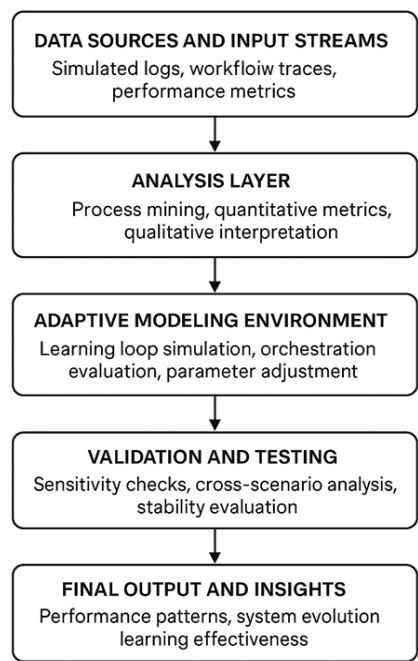 DATA SOURCES AND INPUT STREAMS
Simulated logs, workfloiw traces,
performance metrics
ANALYSIS LAYER
Process mining, quantitative metrics,
qualitative interpretation
ADAPTIVE MODELING ENVIRONMENT
Learning loop simulation, orchestration
evaluation, parameter adjustment
VALIDATION AND TESTING
Sensitivity checks, cross-scenario analysis,
stability evaluation
FINAL OUTPUT AND INSIGHTS
Performance patterns, system evolution
learning effectiveness